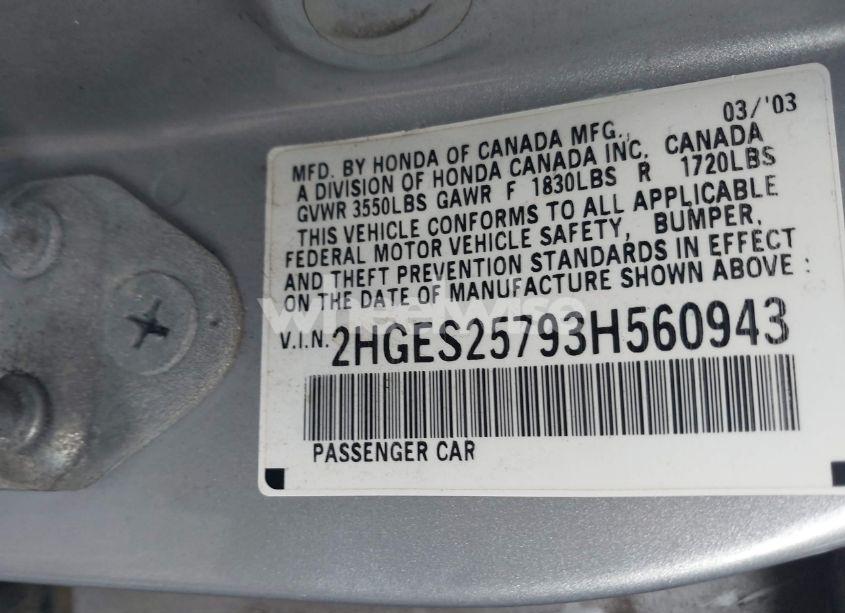 03/'03
MFD. BY HONDA OF CANADA MFG.,
A DIVISION OF HONDA CANADA INC. CANADA
GVWR 3550LBS GAWR F 1830LBS R 1720LBS
THIS VEHICLE CONFORMS TO ALL APPLICABLE
FEDERAL MOTOR VEHICLE SAFETY, BUMPER,
AND THEFT PREVENTION STANDARDS IN EFFECT
ON THE DATE OF MANUFACTURE SHOWN ABOVE :
wheelwise
V.I.N. 2HGES25793H560943
PASSENGER CAR